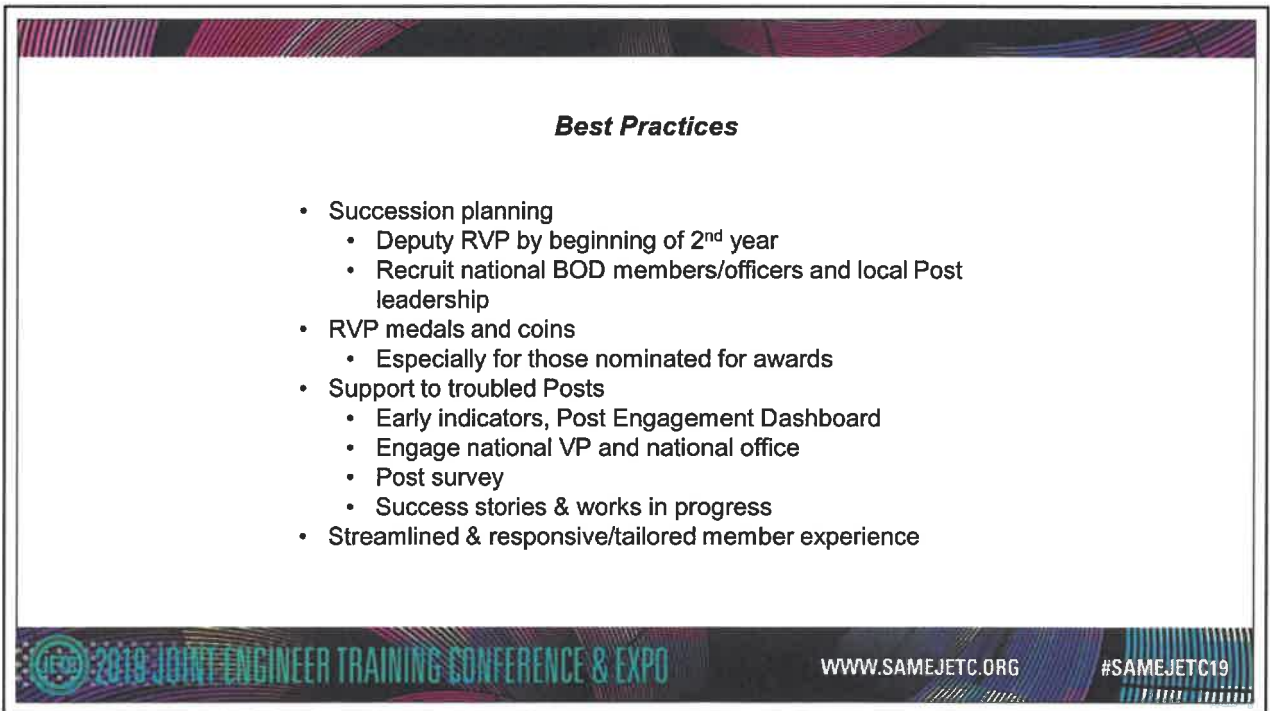 Best Practices
• Succession planning
• Deputy RVP by beginning of 2nd year
• Recruit national BOD members/officers and local Post
leadership
• RVP medals and coins
• Especially for those nominated for awards
• Support to troubled Posts
• Early indicators, Post Engagement Dashboard
• Engage national VP and national office
• Post survey
• Success stories & works in progress
• Streamlined & responsive/tailored member experience
JETC 2019 JOINT ENGINEER TRAINING CONFERENCE & EXPO
WWW.SAMEJETC.ORG
#SAMEJETC19